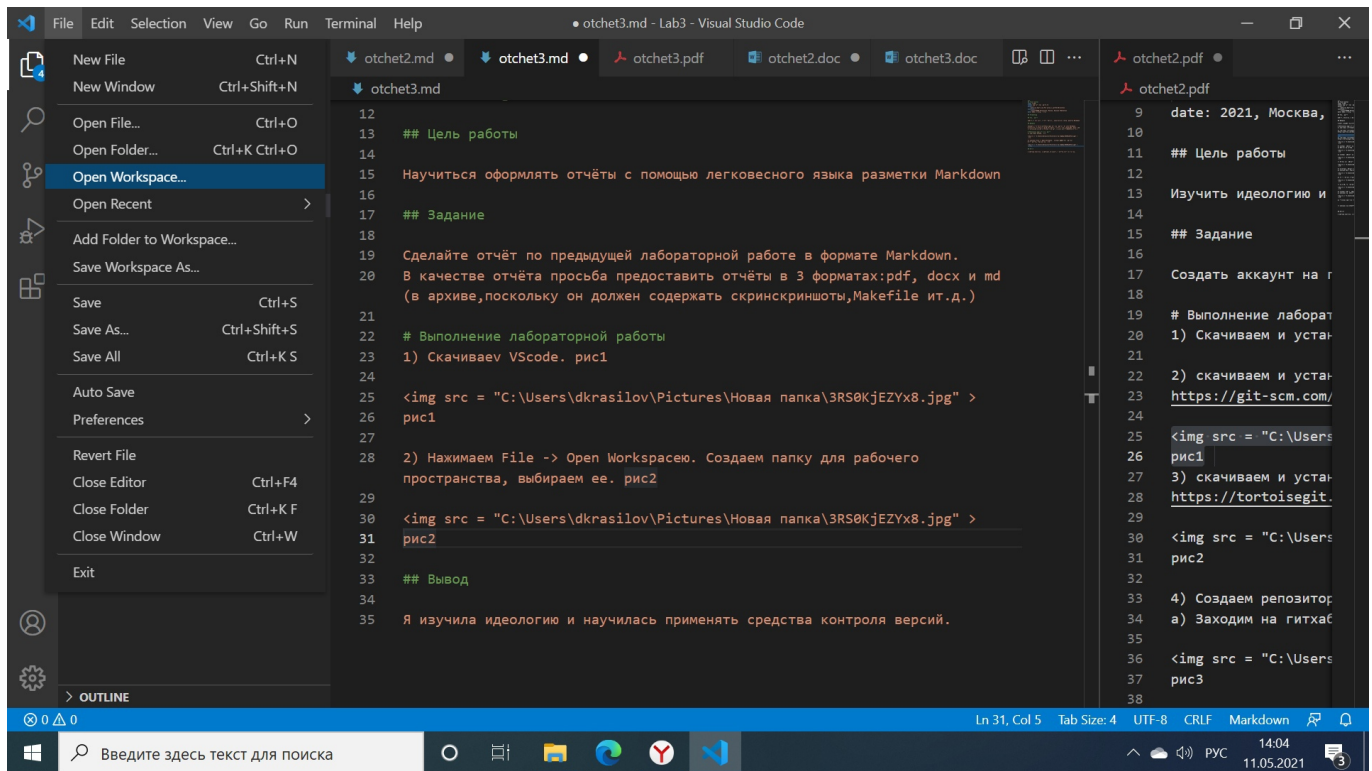 File Edit Selection View Go Run Terminal Help
● otchet3.md - Lab3 - Visual Studio Code
4
New File Ctrl+N
New Window Ctrl+Shift+N
Open File... Ctrl+O
Open Folder... Ctrl+K Ctrl+O
Open Workspace...
Open Recent >
Add Folder to Workspace...
Save Workspace As...
Save Ctrl+S
Save As... Ctrl+Shift+S
Save All Ctrl+K S
Auto Save
Preferences >
Revert File
Close Editor Ctrl+F4
Close Folder Ctrl+K F
Close Window Ctrl+W
Exit
> OUTLINE
otchet2.md ● otchet3.md ● otchet3.pdf otchet2.doc ● otchet3.doc ...
otchet3.md
12
13 ## Цель работы
14
15 Научиться оформлять отчёты с помощью легковесного языка разметки Markdown
16
17 ## Задание
18
19 Сделайте отчёт по предыдущей лабораторной работе в формате Markdown.
20 В качестве отчёта просьба предоставить отчёты в 3 форматах:pdf, docx и md
(в архиве,поскольку он должен содержать скринскриншоты,Makefile ит.д.)
21
22 # Выполнение лабораторной работы
23 1) Скачиваеv VScode. рис1
24
25 <img src = "C:\Users\dkrasilov\Pictures\Новая папка\3RS0KjEZYx8.jpg" >
26 рис1
27
28 2) Нажимаем File -> Open Workspaceю. Создаем папку для рабочего
пространства, выбираем ее. рис2
29
30 <img src = "C:\Users\dkrasilov\Pictures\Новая папка\3RS0KjEZYx8.jpg" >
31 рис2
32
33 ## Вывод
34
35 Я изучила идеологию и научилась применять средства контроля версий.
otchet2.pdf ● ...
otchet2.pdf
9 date: 2021, Москва,
10
11 ## Цель работы
12
13 Изучить идеологию и
14
15 ## Задание
16
17 Создать аккаунт на г
18
19 # Выполнение лаборат
20 1) Скачиваем и устан
21
22 2) скачиваем и устан
23 https://git-scm.com/
24
25 <img src = "C:\Users
26 рис1
27 3) скачиваем и устан
28 https://tortoisegit.
29
30 <img src = "C:\Users
31 рис2
32
33 4) Создаем репозитор
34 а) Заходим на гитхаб
35
36 <img src = "C:\Users
37 рис3
38
0 0 Ln 31, Col 5 Tab Size: 4 UTF-8 CRLF Markdown
Введите здесь текст для поиска
РУС 14:04
11.05.2021
3